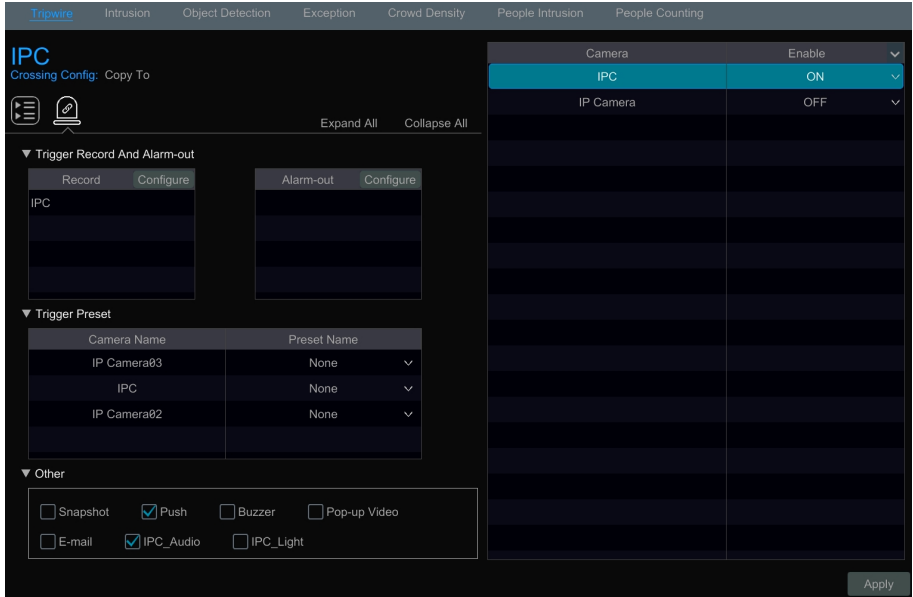 Tripwire Intrusion Object Detection Exception Crowd Density People Intrusion People Counting
IPC
Crossing Config: Copy To
Expand All Collapse All
Trigger Record And Alarm-out
Record Configure Alarm-out Configure
IPC
Trigger Preset
Camera Name Preset Name
IP Camera03 None
IPC None
IP Camera02 None
Other
Snapshot Push Buzzer Pop-up Video
E-mail IPC_Audio IPC_Light
Camera Enable
IPC ON
IP Camera OFF
Apply